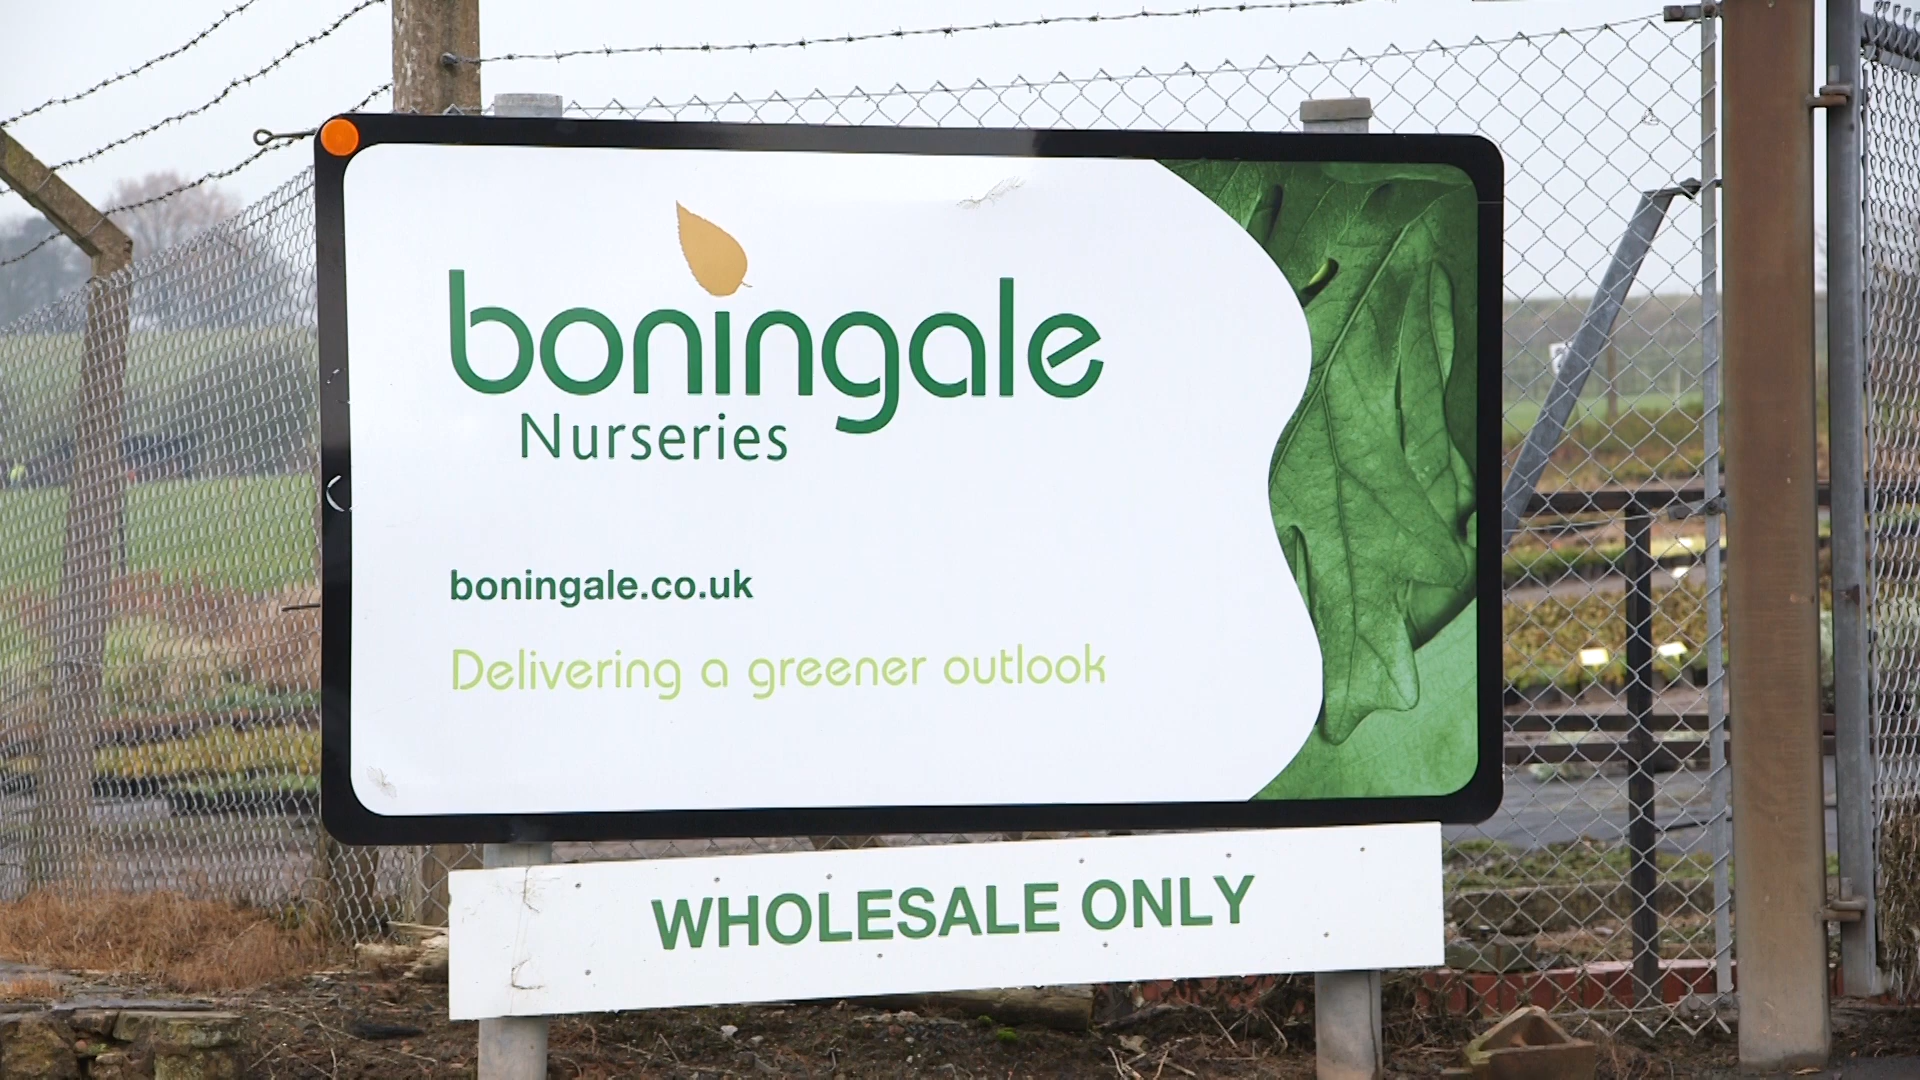 boningale
Nurseries
boningale.co.uk
Delivering a greener outlook
WHOLESALE ONLY